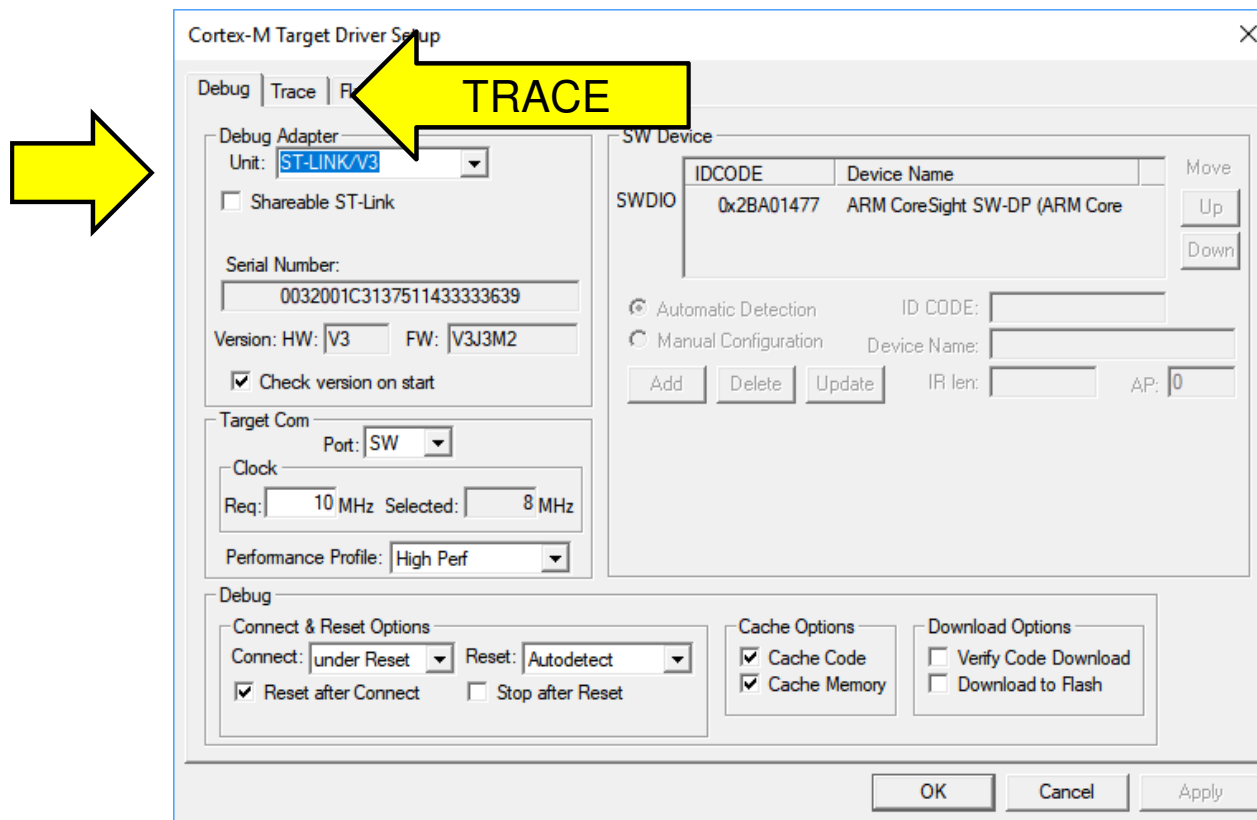 Cortex-M Target Driver Setup
Debug
Trace
TRACE
Debug Adapter
Unit: ST-LINK/V3
Shareable ST-Link
Serial Number:
0032001C3137511433333639
Version: HW: V3 FW: V3J3M2
Check version on start
Target Com
Port: SW
Clock
Req: 10 MHz Selected: 8 MHz
Performance Profile: High Perf
SW Device
IDCODE Device Name
Move
SWDIO 0x2BA01477 ARM CoreSight SW-DP (ARM Core
Up
Down
Automatic Detection ID CODE:
Manual Configuration Device Name:
Add Delete Update IR len: AP: 0
Debug
Connect & Reset Options
Connect: under Reset Reset: Autodetect
Reset after Connect Stop after Reset
Cache Options
Cache Code
Cache Memory
Download Options
Verify Code Download
Download to Flash
OK Cancel Apply